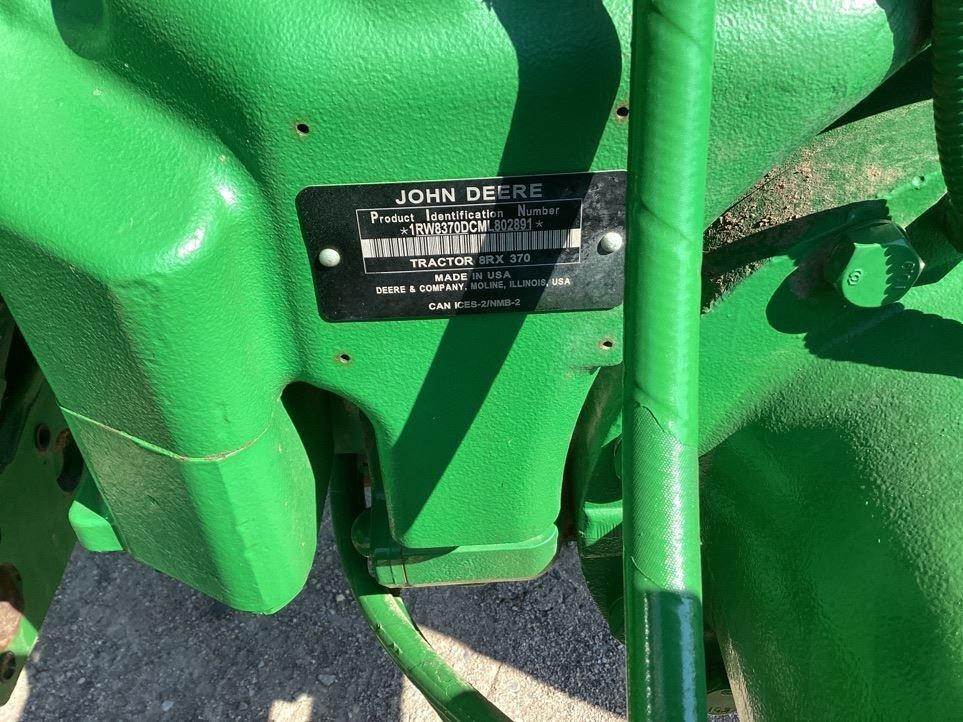 JOHN DEERE
Product Identification Number
*1RW8370DCML802891*
TRACTOR 8RX 370
MADE IN USA
DEERE & COMPANY, MOLINE, ILLINOIS, USA
CAN ICES-2/NMB-2